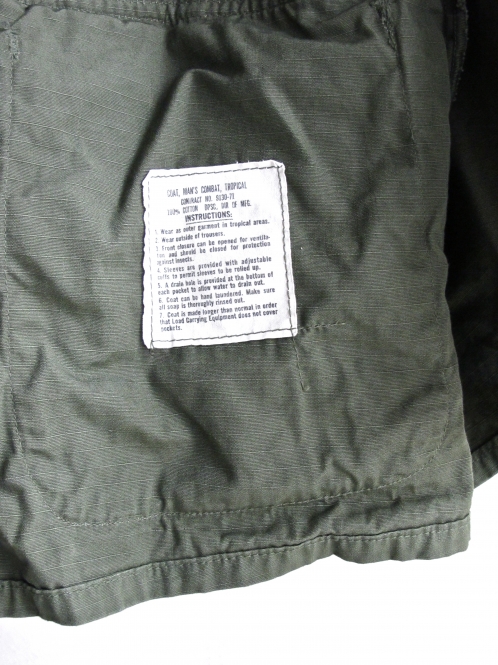 COAT, MAN'S COMBAT, TROPICAL
CONTRACT NO.
100% COTTON DPSC, DIR OF MFG.
INSTRUCTIONS:
1. Wear as outer garment in tropical areas.
2. Wear outside of trousers.
3. Front closure can be opened for ventila-
tion and should be closed for protection
against insects.
4. Sleeves are provided with adjustable
cuffs to permit sleeves to be rolled up.
5. A drain hole is provided at the bottom of
each pocket to allow water to drain out.
6. Coat can be hand laundered. Make sure
all soap is thoroughly rinsed out.
7. Coat is made longer than normal in order
that Load Carrying Equipment does not cover
pockets.